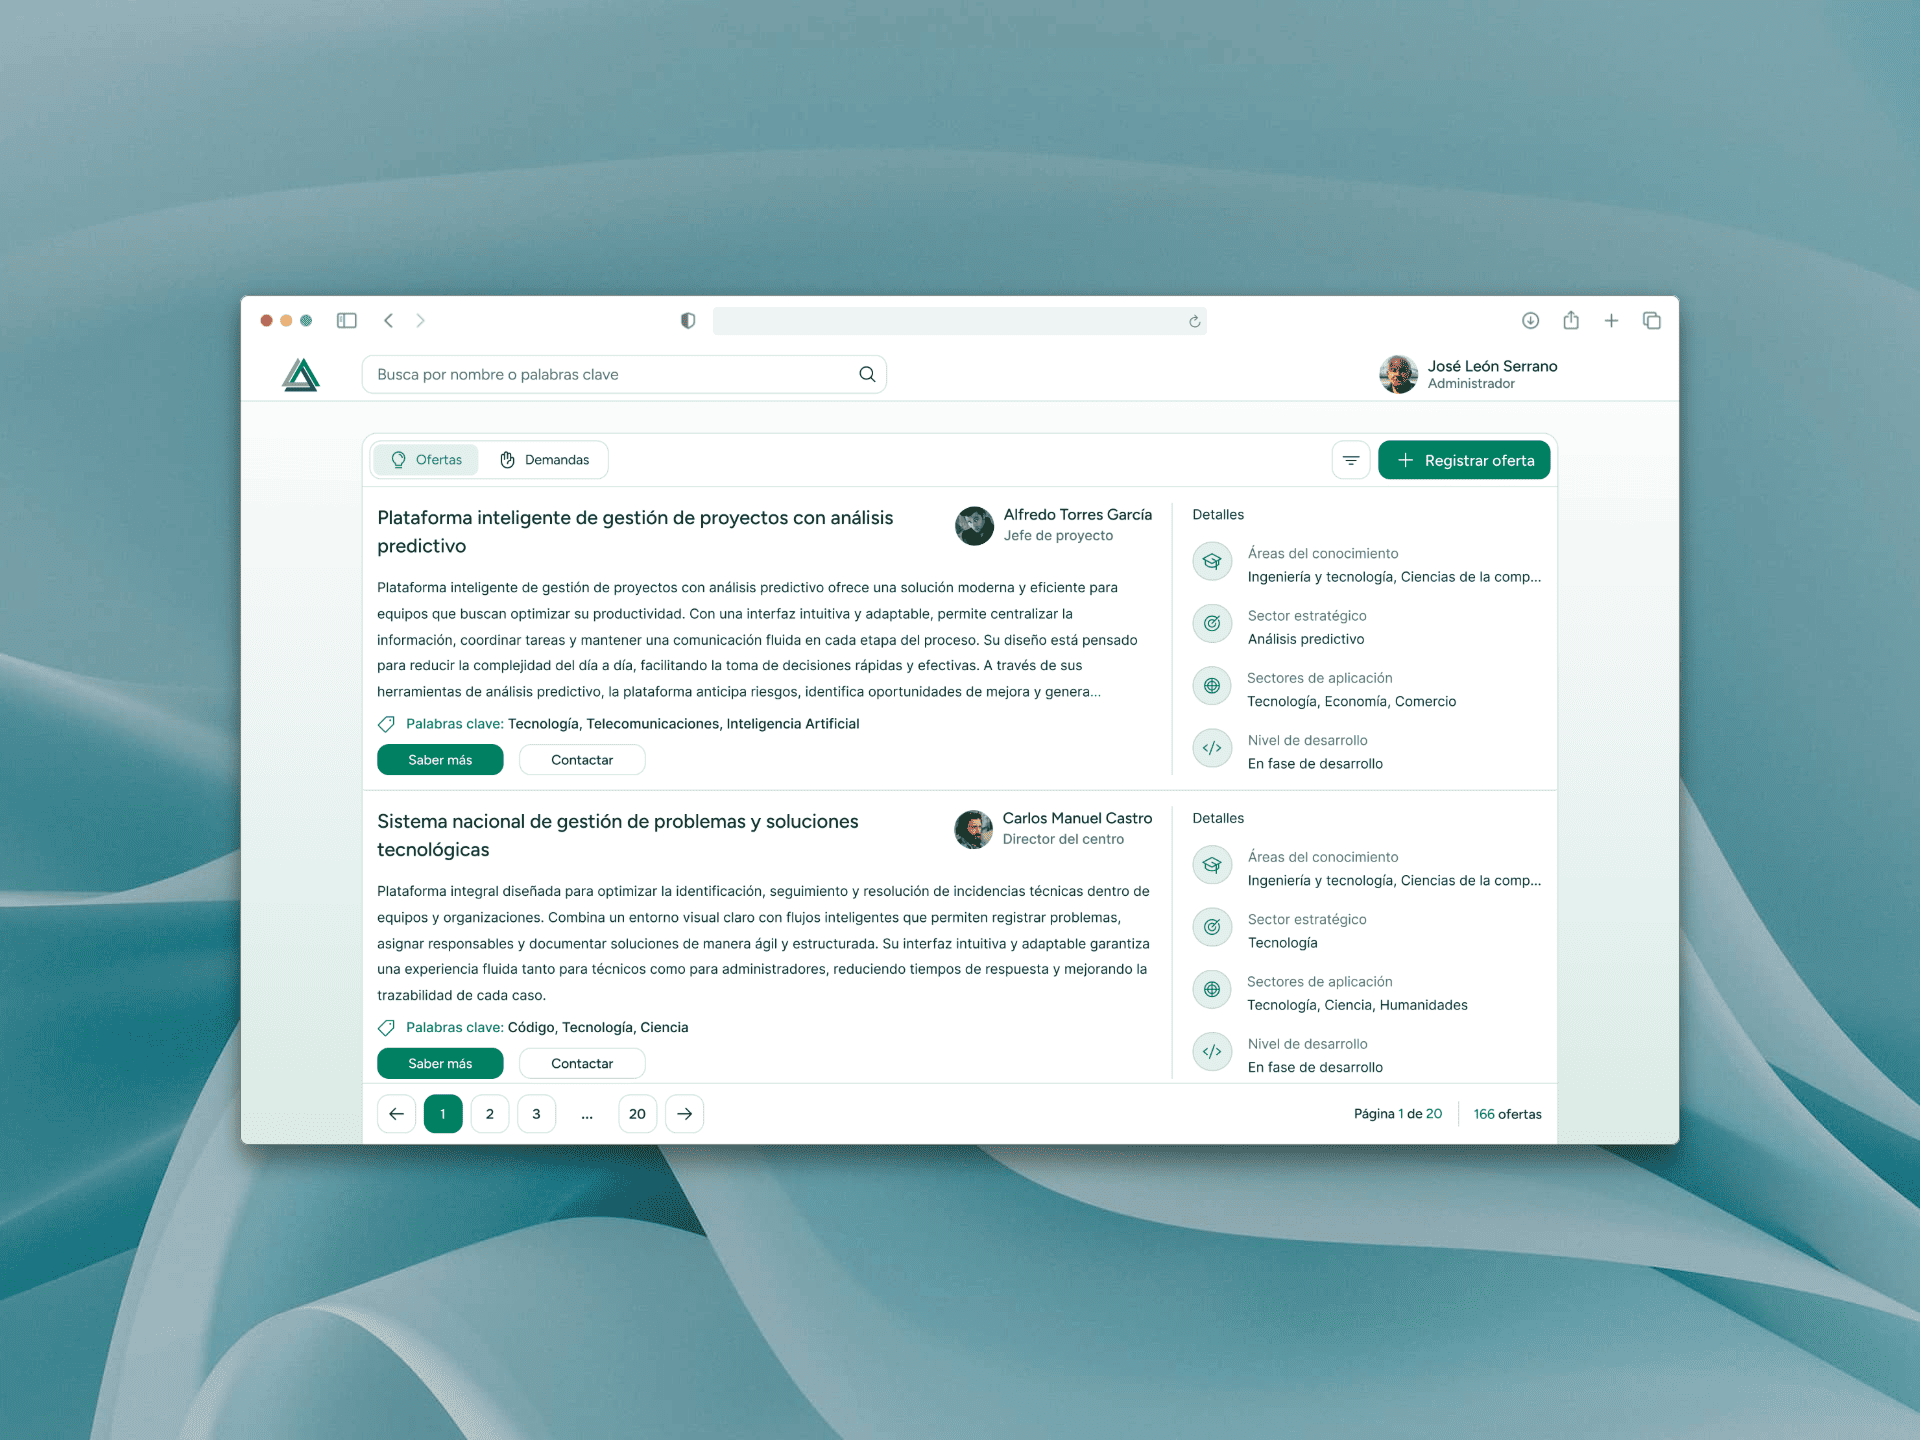 Busca por nombre o palabras clave
José León Serrano
Administrador
Ofertas
Demandas
Registrar oferta
Plataforma inteligente de gestión de proyectos con análisis
predictivo
Alfredo Torres García
Jefe de proyecto
Plataforma inteligente de gestión de proyectos con análisis predictivo ofrece una solución moderna y eficiente para
equipos que buscan optimizar su productividad. Con una interfaz intuitiva y adaptable, permite centralizar la
información, coordinar tareas y mantener una comunicación fluida en cada etapa del proceso. Su diseño está pensado
para reducir la complejidad del día a día, facilitando la toma de decisiones rápidas y efectivas. A través de sus
herramientas de análisis predictivo, la plataforma anticipa riesgos, identifica oportunidades de mejora y genera...
Palabras clave: Tecnología, Telecomunicaciones, Inteligencia Artificial
Saber más
Contactar
Detalles
Áreas del conocimiento
Ingeniería y tecnología, Ciencias de la comp...
Sector estratégico
Análisis predictivo
Sectores de aplicación
Tecnología, Economía, Comercio
Nivel de desarrollo
En fase de desarrollo
Sistema nacional de gestión de problemas y soluciones
tecnológicas
Carlos Manuel Castro
Director del centro
Plataforma integral diseñada para optimizar la identificación, seguimiento y resolución de incidencias técnicas dentro de
equipos y organizaciones. Combina un entorno visual claro con flujos inteligentes que permiten registrar problemas,
asignar responsables y documentar soluciones de manera ágil y estructurada. Su interfaz intuitiva y adaptable garantiza
una experiencia fluida tanto para técnicos como para administradores, reduciendo tiempos de respuesta y mejorando la
trazabilidad de cada caso.
Palabras clave: Código, Tecnología, Ciencia
Saber más
Contactar
Detalles
Áreas del conocimiento
Ingeniería y tecnología, Ciencias de la comp...
Sector estratégico
Tecnología
Sectores de aplicación
Tecnología, Ciencia, Humanidades
Nivel de desarrollo
En fase de desarrollo
1 2 3 ... 20
Página 1 de 20
166 ofertas